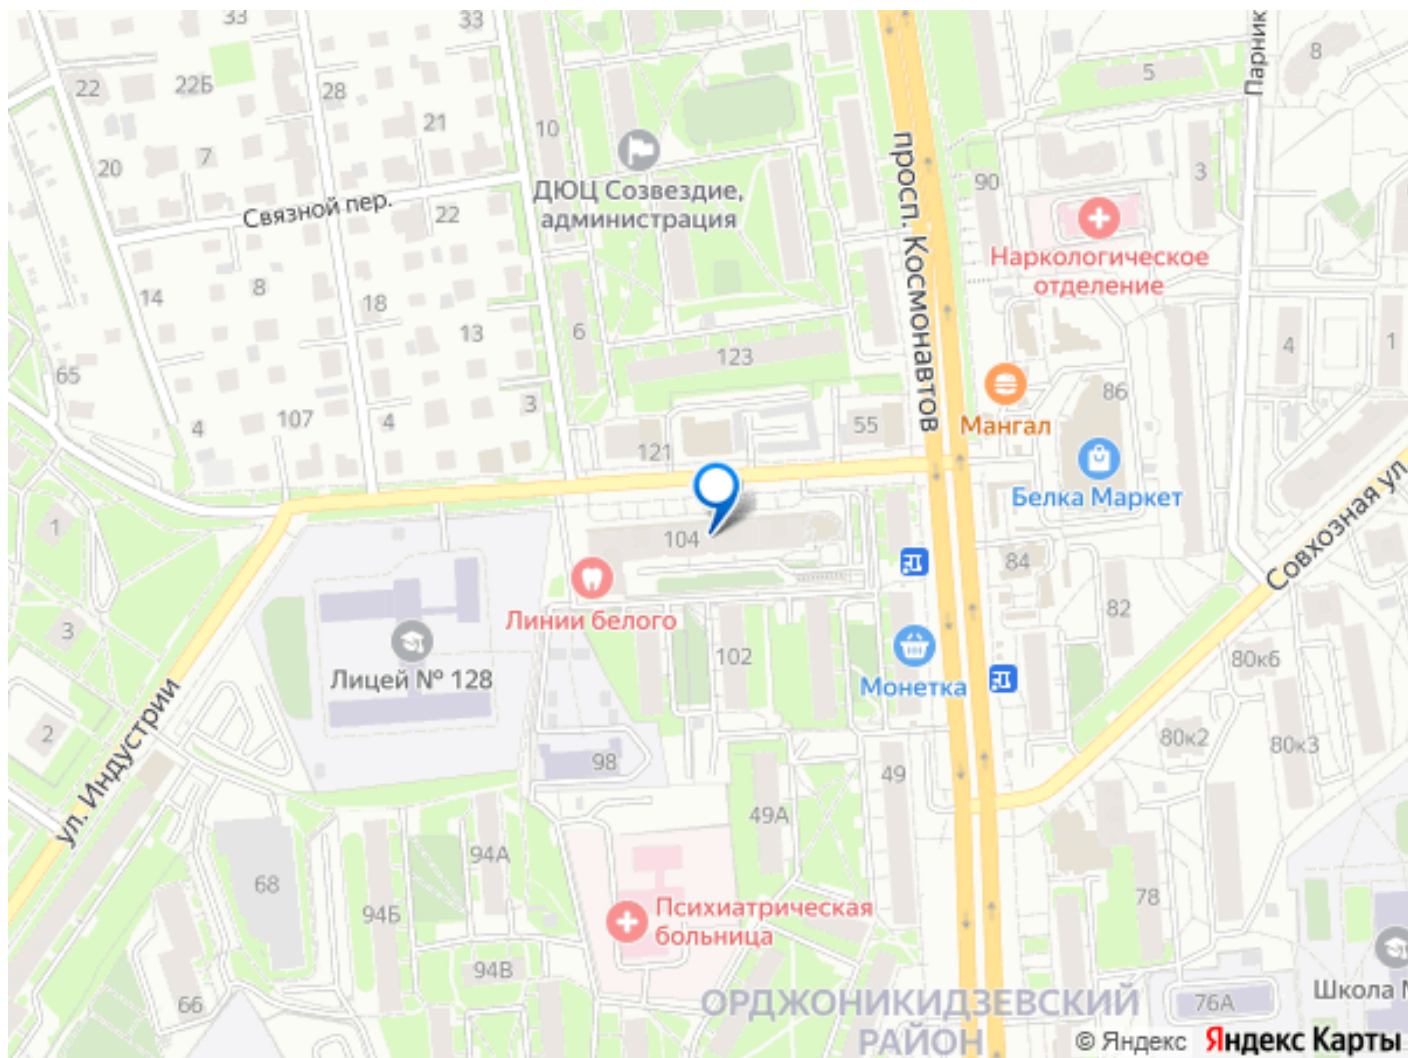 33
33
8
5
Парник
22
22Б
28
21
10
просп. Космонавтов
7
20
ДЮЦ Созвездие,
администрация
90
3
Связной пер.
22
Наркологическое
отделение
14
8
18
13
6
123
4
1
65
86
4
107
4
3
121
55
Мангал
Белка Маркет
1
104
84
Совхозная ул.
Линии белого
82
3
Лицей № 128
102
Монетка
80к6
2
ул. Индустрии
98
49
80к2
80к3
49А
94А
68
94Б
78
Психиатрическая
больница
94В
66
76А
Школа №
ОРДЖОНИКИДЗЕВСКИЙ
РАЙОН
© Яндекс Яндекс Карты